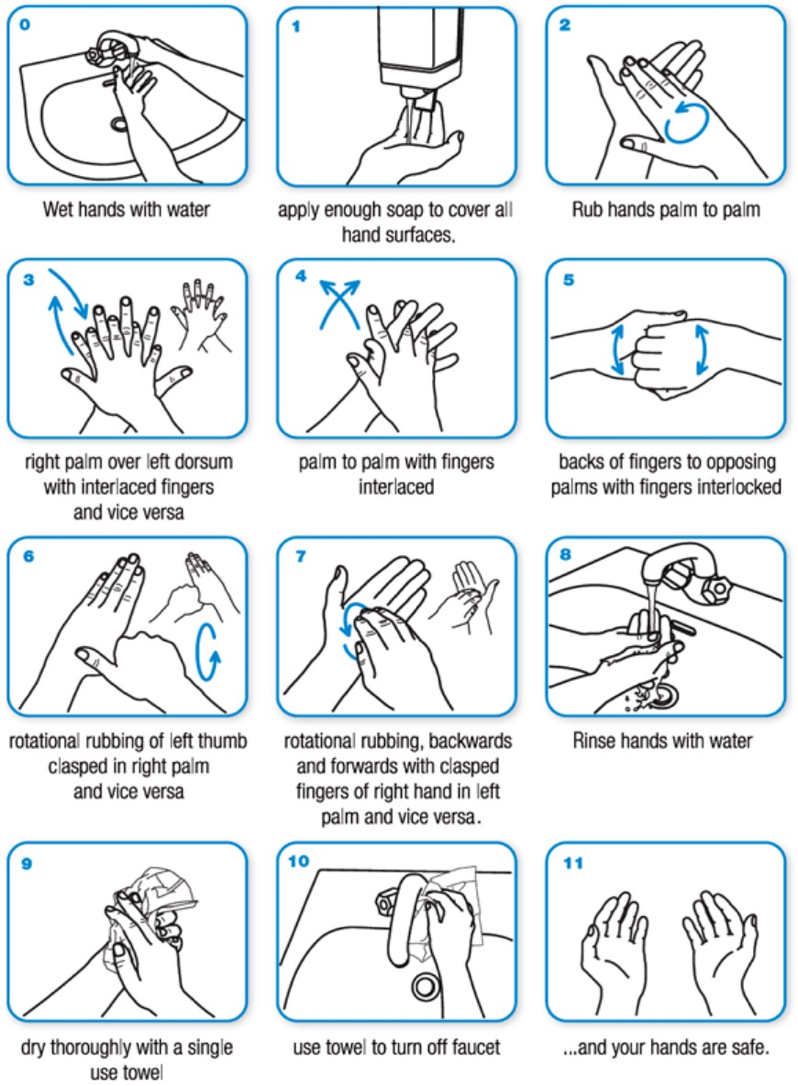 0
Wet hands with water
1
apply enough soap to cover all
hand surfaces.
2
Rub hands palm to palm
3
right palm over left dorsum
with interlaced fingers
and vice versa
4
palm to palm with fingers
interlaced
5
backs of fingers to opposing
palms with fingers interlocked
6
rotational rubbing of left thumb
clasped in right palm
and vice versa
7
rotational rubbing, backwards
and forwards with clasped
fingers of right hand in left
palm and vice versa.
8
Rinse hands with water
9
dry thoroughly with a single
use towel
10
use towel to turn off faucet
11
...and your hands are safe.